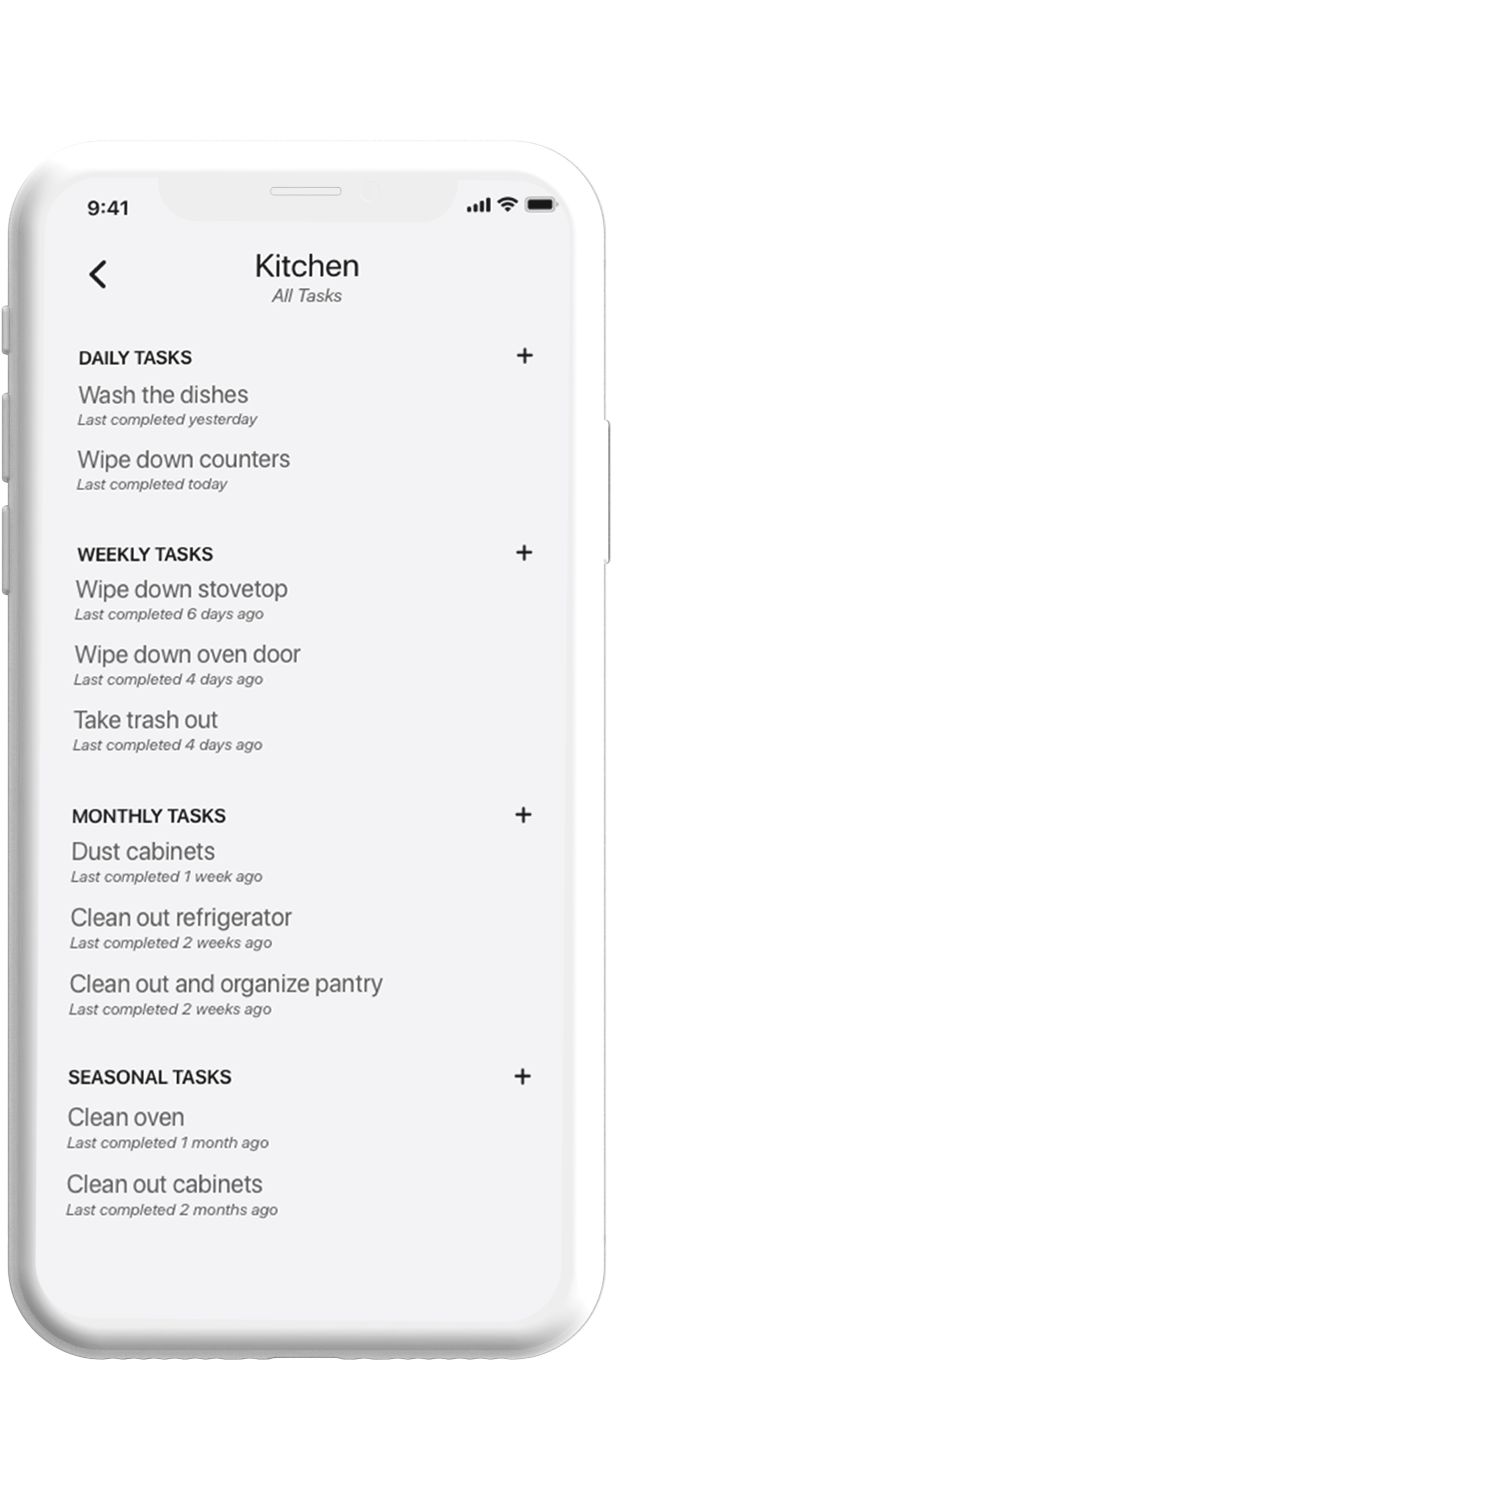 9:41
Kitchen
All Tasks
DAILY TASKS +
Wash the dishes
Last completed yesterday
Wipe down counters
Last completed today
WEEKLY TASKS +
Wipe down stovetop
Last completed 6 days ago
Wipe down oven door
Last completed 4 days ago
Take trash out
Last completed 4 days ago
MONTHLY TASKS +
Dust cabinets
Last completed 1 week ago
Clean out refrigerator
Last completed 2 weeks ago
Clean out and organize pantry
Last completed 2 weeks ago
SEASONAL TASKS +
Clean oven
Last completed 1 month ago
Clean out cabinets
Last completed 2 months ago